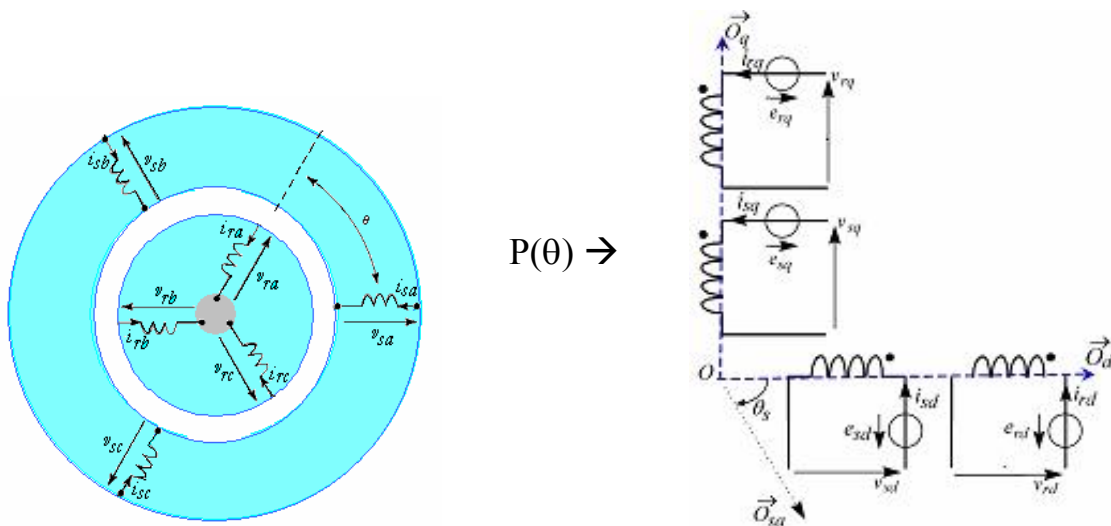 i_sb
v_sb
θ
i_ra
v_ra
i_sa
v_sa
v_rb
i_rb
v_rc
i_rc
v_sc
i_sc
P(θ) →
O_q
i_rq
v_rq
e_rq
i_sq
v_sq
e_sq
O
O_d
θ_s
i_sd
i_rd
e_sd
e_rd
v_sd
v_rd
O_sa